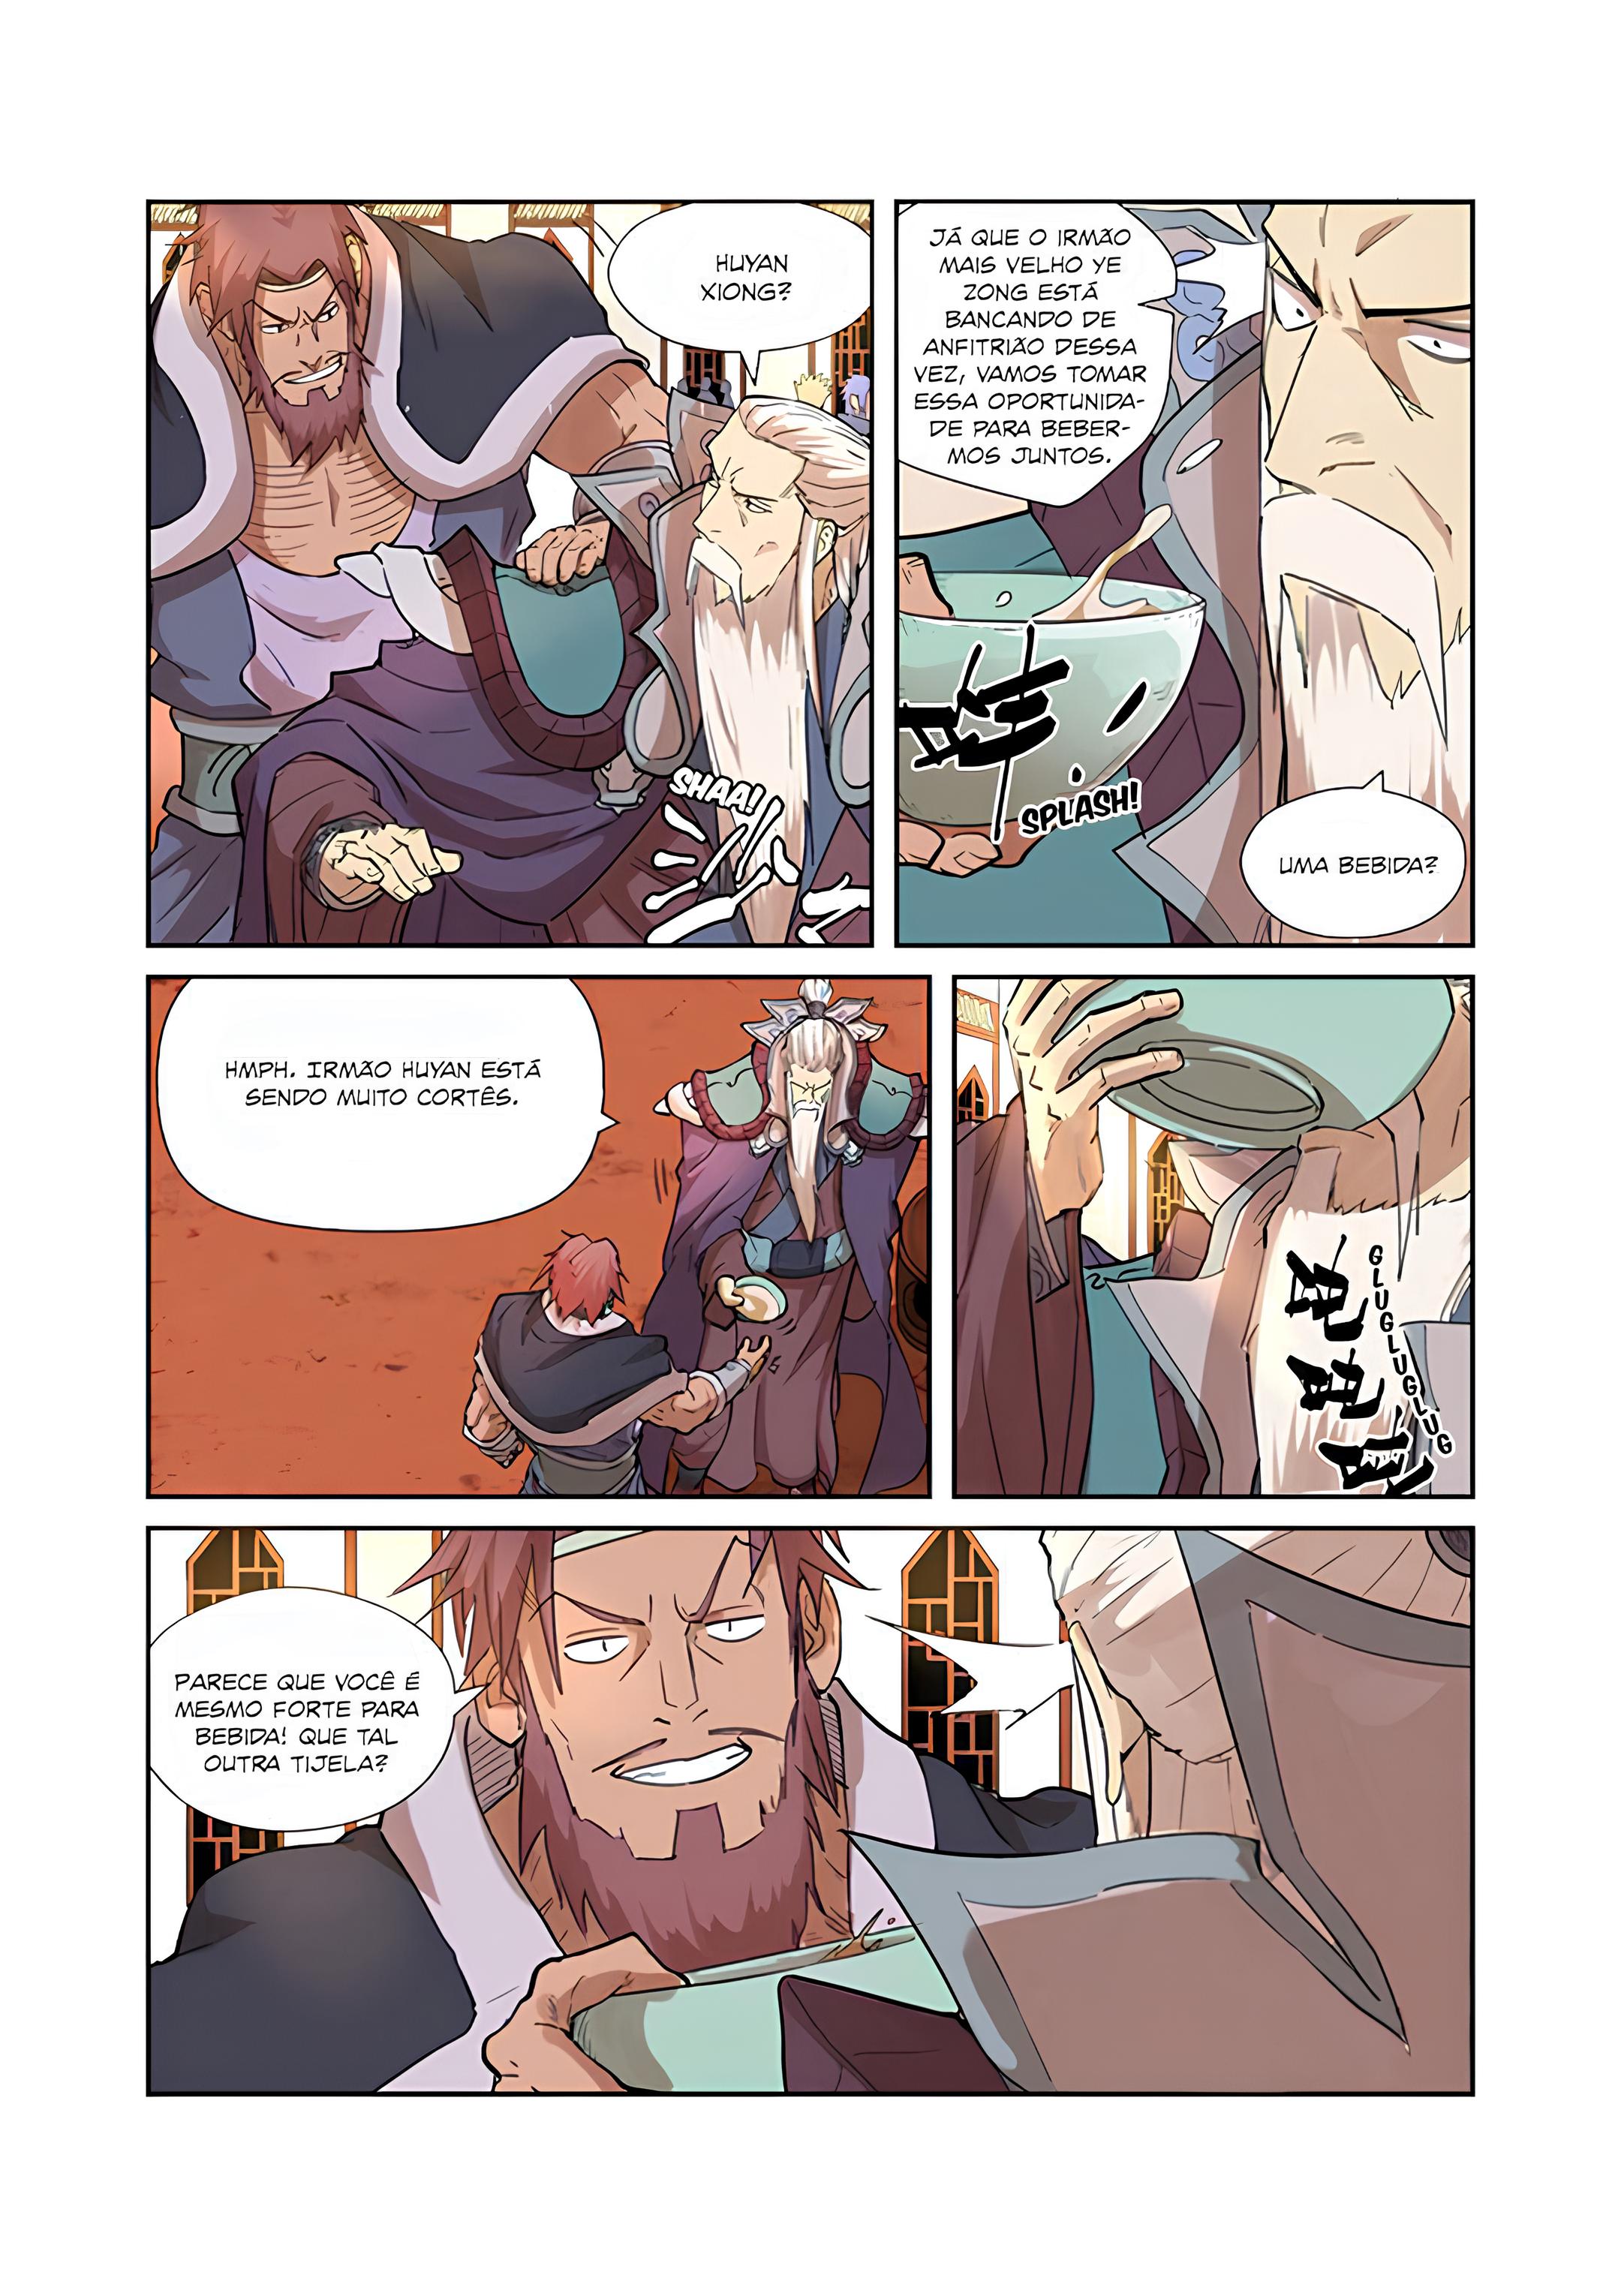 HUYAN
XIONG?
SHAA!
JÁ QUE O IRMÃO
MAIS VELHO YE
ZONG ESTÁ
BANCANDO DE
ANFITRIÃO DESSA
VEZ, VAMOS TOMAR
ESSA OPORTUNIDA-
DE PARA BEBER-
MOS JUNTOS.
SPLASH!
UMA BEBIDA?
HMPH. IRMÃO HUYAN ESTÁ
SENDO MUITO CORTÊS.
GLUGLUGLUGLUG
PARECE QUE VOCÊ É
MESMO FORTE PARA
BEBIDA! QUE TAL
OUTRA TIJELA?